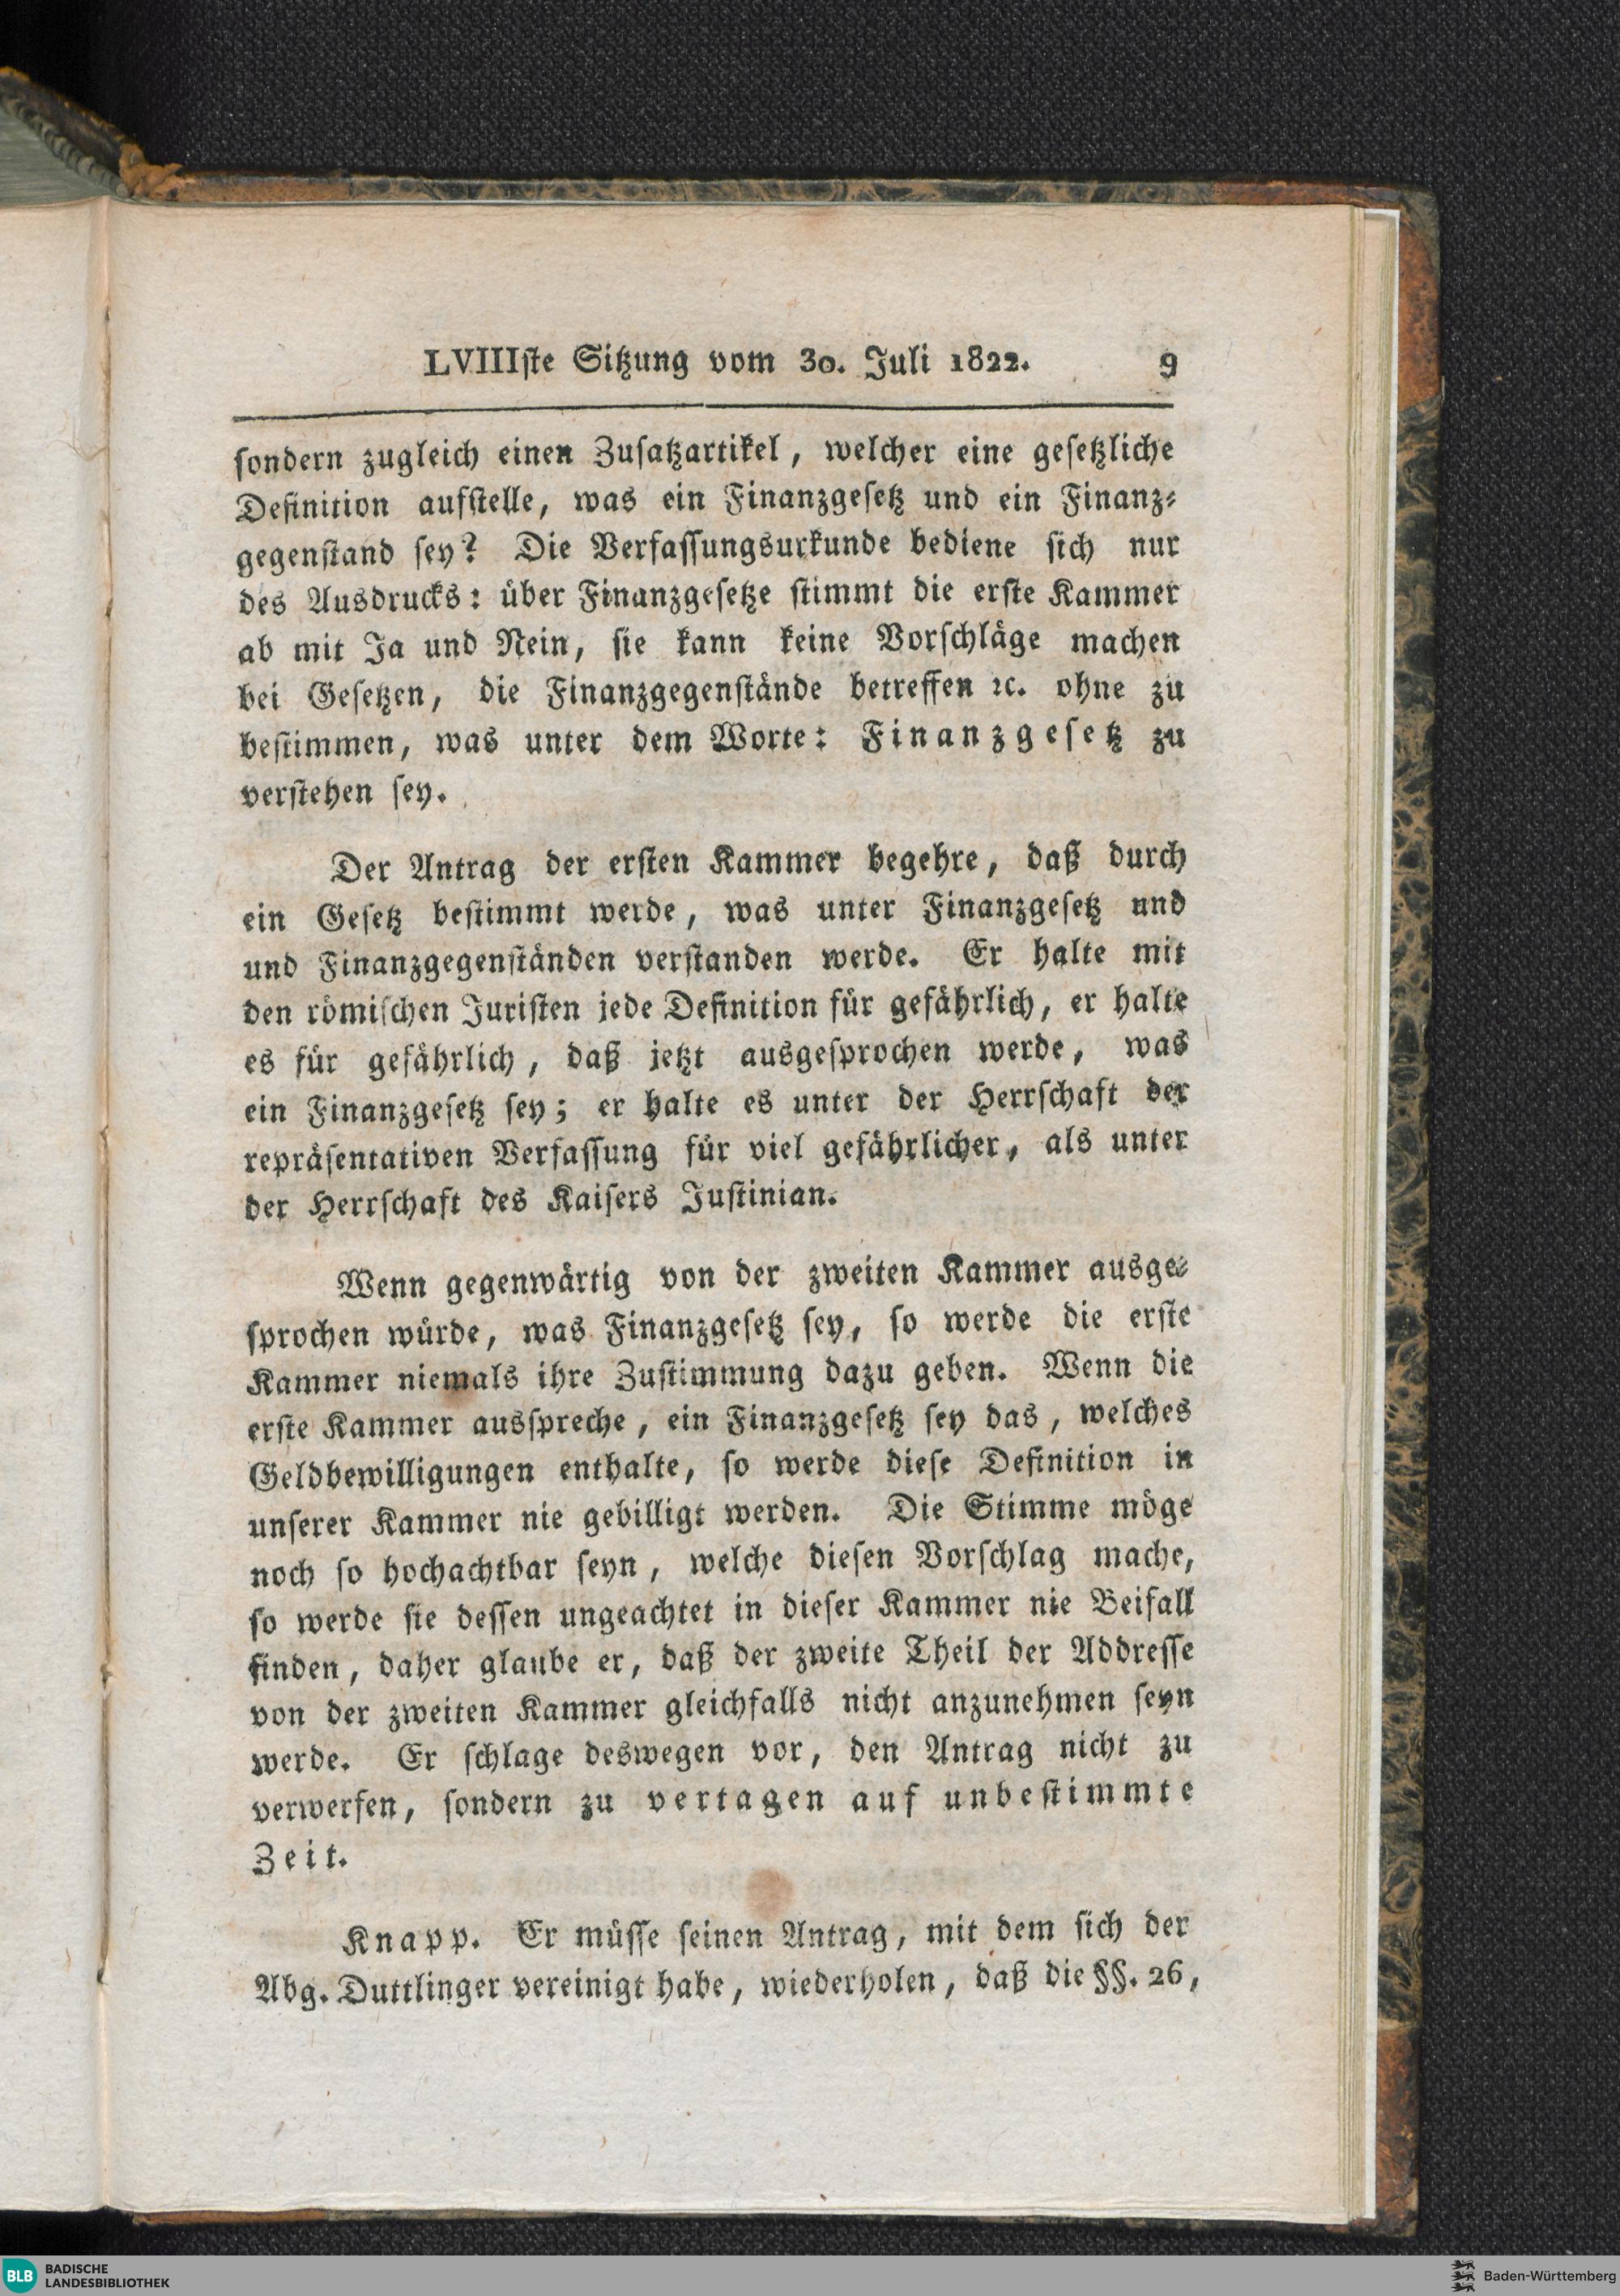 LVIIIste Sitzung vom 30. Juli 1822. 9
sondern zugleich einen Zusatzartikel, welcher eine gesetzliche
Definition aufstelle, was ein Finanzgesetz und ein Finanz-
gegenstand sey? Die Verfassungsurkunde bediene sich nur
des Ausdrucks: über Finanzgesetze stimmt die erste Kammer
ab mit Ja und Nein, sie kann keine Vorschläge machen
bei Gesetzen, die Finanzgegenstände betreffen ꝛc. ohne zu
bestimmen, was unter dem Worte: Finanzgesetz zu
verstehen sey.
Der Antrag der ersten Kammer begehre, daß durch
ein Gesetz bestimmt werde, was unter Finanzgesetz und
und Finanzgegenständen verstanden werde. Er halte mit
den römischen Juristen jede Definition für gefährlich, er halte
es für gefährlich, daß jetzt ausgesprochen werde, was
ein Finanzgesetz sey; er halte es unter der Herrschaft der
repräsentativen Verfassung für viel gefährlicher, als unter
der Herrschaft des Kaisers Justinian.
Wenn gegenwärtig von der zweiten Kammer ausge-
sprochen würde, was Finanzgesetz sey, so werde die erste
Kammer niemals ihre Zustimmung dazu geben. Wenn die
erste Kammer ausspreche, ein Finanzgesetz sey das, welches
Geldbewilligungen enthalte, so werde diese Definition in
unserer Kammer nie gebilligt werden. Die Stimme möge
noch so hochachtbar seyn, welche diesen Vorschlag mache,
so werde sie dessen ungeachtet in dieser Kammer nie Beifall
finden, daher glaube er, daß der zweite Theil der Addresse
von der zweiten Kammer gleichfalls nicht anzunehmen seyn
werde. Er schlage deswegen vor, den Antrag nicht zu
verwerfen, sondern zu vertagen auf unbestimmte
Zeit.
Knapp. Er müsse seinen Antrag, mit dem sich der
Abg. Duttlinger vereinigt habe, wiederholen, daß die §§. 26,
BLB BADISCHE
LANDESBIBLIOTHEK
Baden-Württemberg